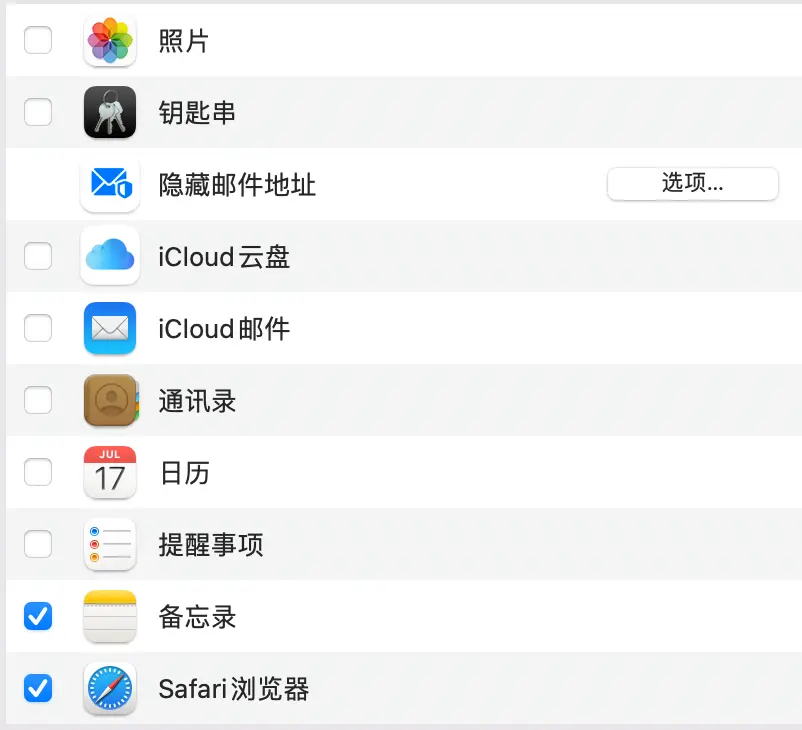 照片
钥匙串
隐藏邮件地址 选项...
iCloud云盘
iCloud邮件
通讯录
JUL
17
日历
提醒事项
备忘录
Safari浏览器